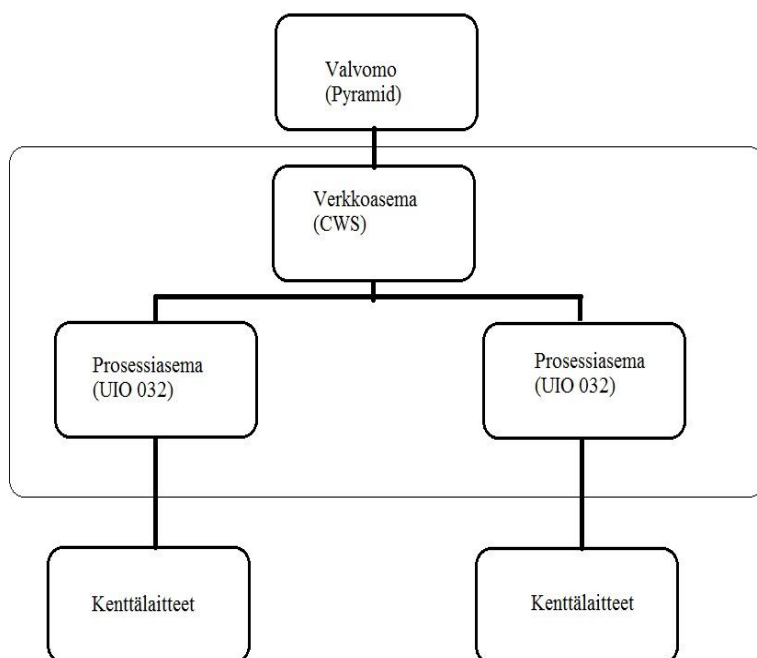 Valvomo
(Pyramid)
Verkkoasema
(CWS)
Prosessiasema
(UIO 032)
Prosessiasema
(UIO 032)
Kenttälaitteet
Kenttälaitteet